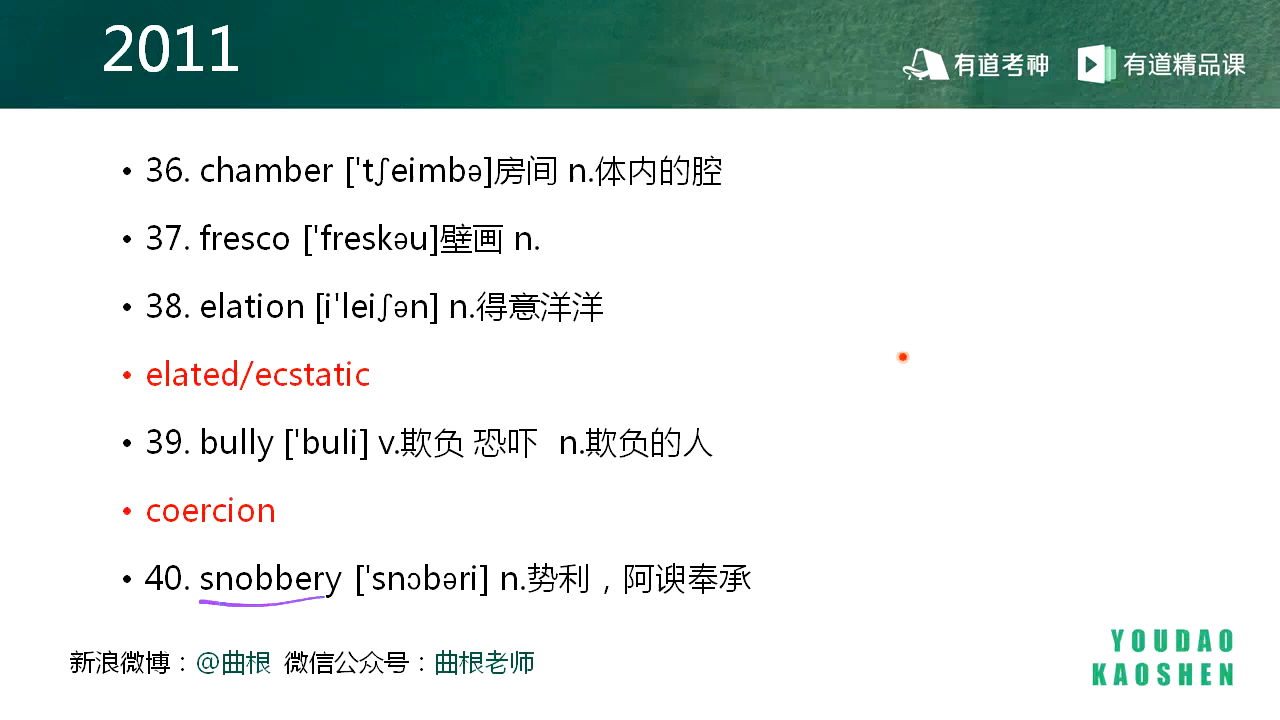 2011
有道考神 有道精品课
• 36. chamber ['tʃeimbə]房间 n.体内的腔
• 37. fresco ['freskəu]壁画 n.
• 38. elation [i'leiʃən] n.得意洋洋
• elated/ecstatic
• 39. bully ['buli] v.欺负 恐吓 n.欺负的人
• coercion
• 40. snobbery ['snɔbəri] n.势利，阿谀奉承
新浪微博：@曲根 微信公众号：曲根老师
YOUDAO
KAOSHEN